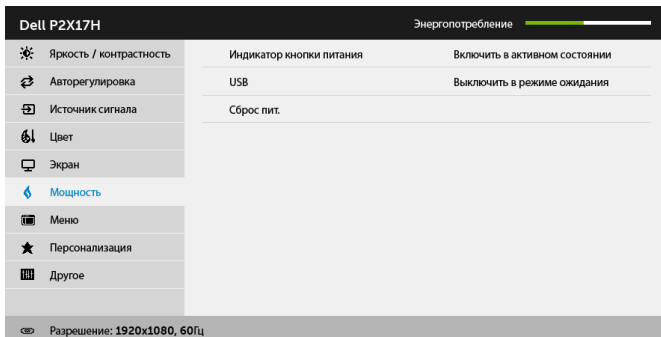 Dell P2X17H Энергопотребление
Яркость / контрастность Индикатор кнопки питания Включить в активном состоянии
Авторегулировка USB Выключить в режиме ожидания
Источник сигнала Сброс пит.
Цвет
Экран
Мощность
Меню
Персонализация
Другое
Разрешение: 1920x1080, 60Гц